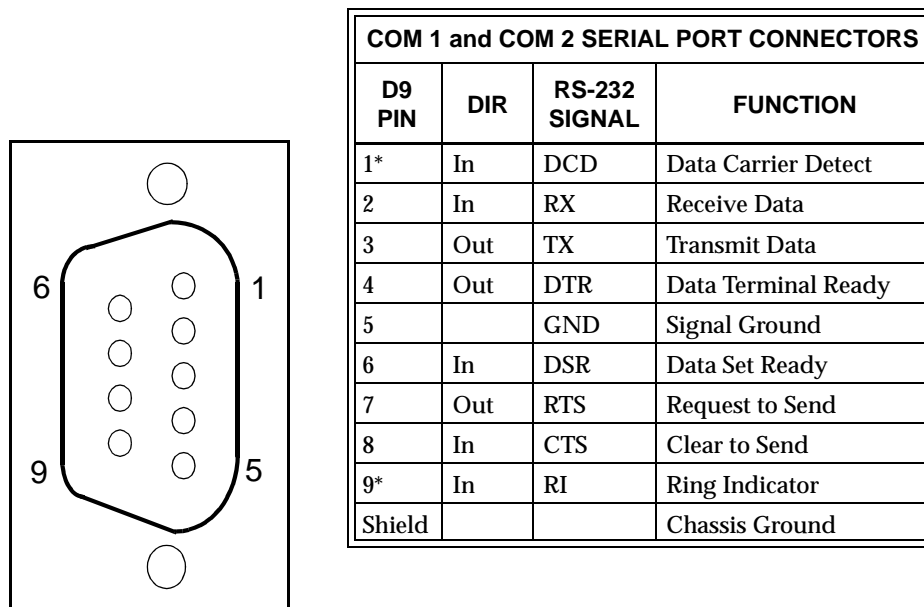 COM 1 and COM 2 SERIAL PORT CONNECTORS
D9 PIN DIR RS-232 SIGNAL FUNCTION
1* In DCD Data Carrier Detect
2 In RX Receive Data
3 Out TX Transmit Data
4 Out DTR Data Terminal Ready
5 GND Signal Ground
6 In DSR Data Set Ready
7 Out RTS Request to Send
8 In CTS Clear to Send
9* In RI Ring Indicator
Shield Chassis Ground
6 1
9 5